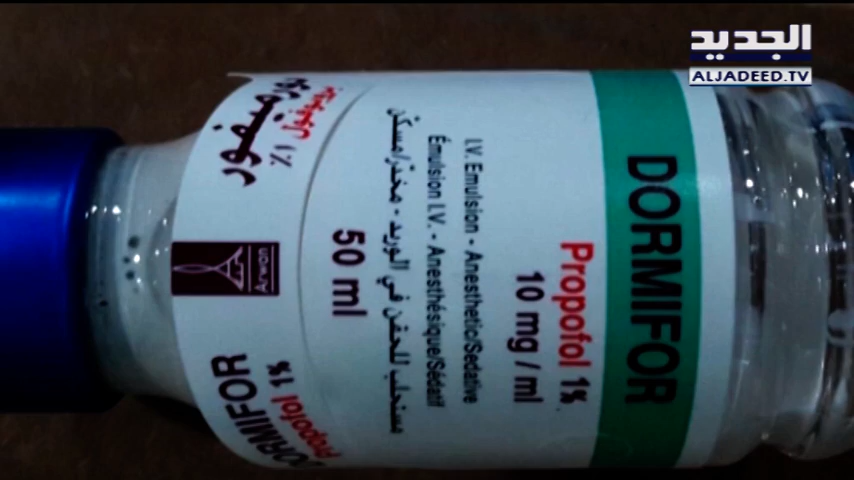 الجديد
ALJADEED.TV
DORMIFOR
Propofol 1%
10 mg / ml
I.V. Emulsion - Anesthetic/Sedative
Émulsion I.V. - Anesthésique/Sédatif
مستحلب للحقن في الوريد - مخدر/مسكن
50 ml
Arwan
دورميفور
بروبوفول ١٪
DORMIFOR
Propofol 1%